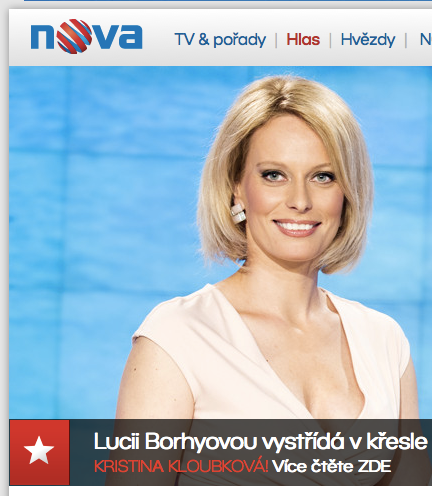 nova
TV & pořady | Hlas | Hvězdy | N
Lucii Borhyovou vystřídá v křesle
KRISTINA KLOUBKOVÁ! Více čtěte ZDE